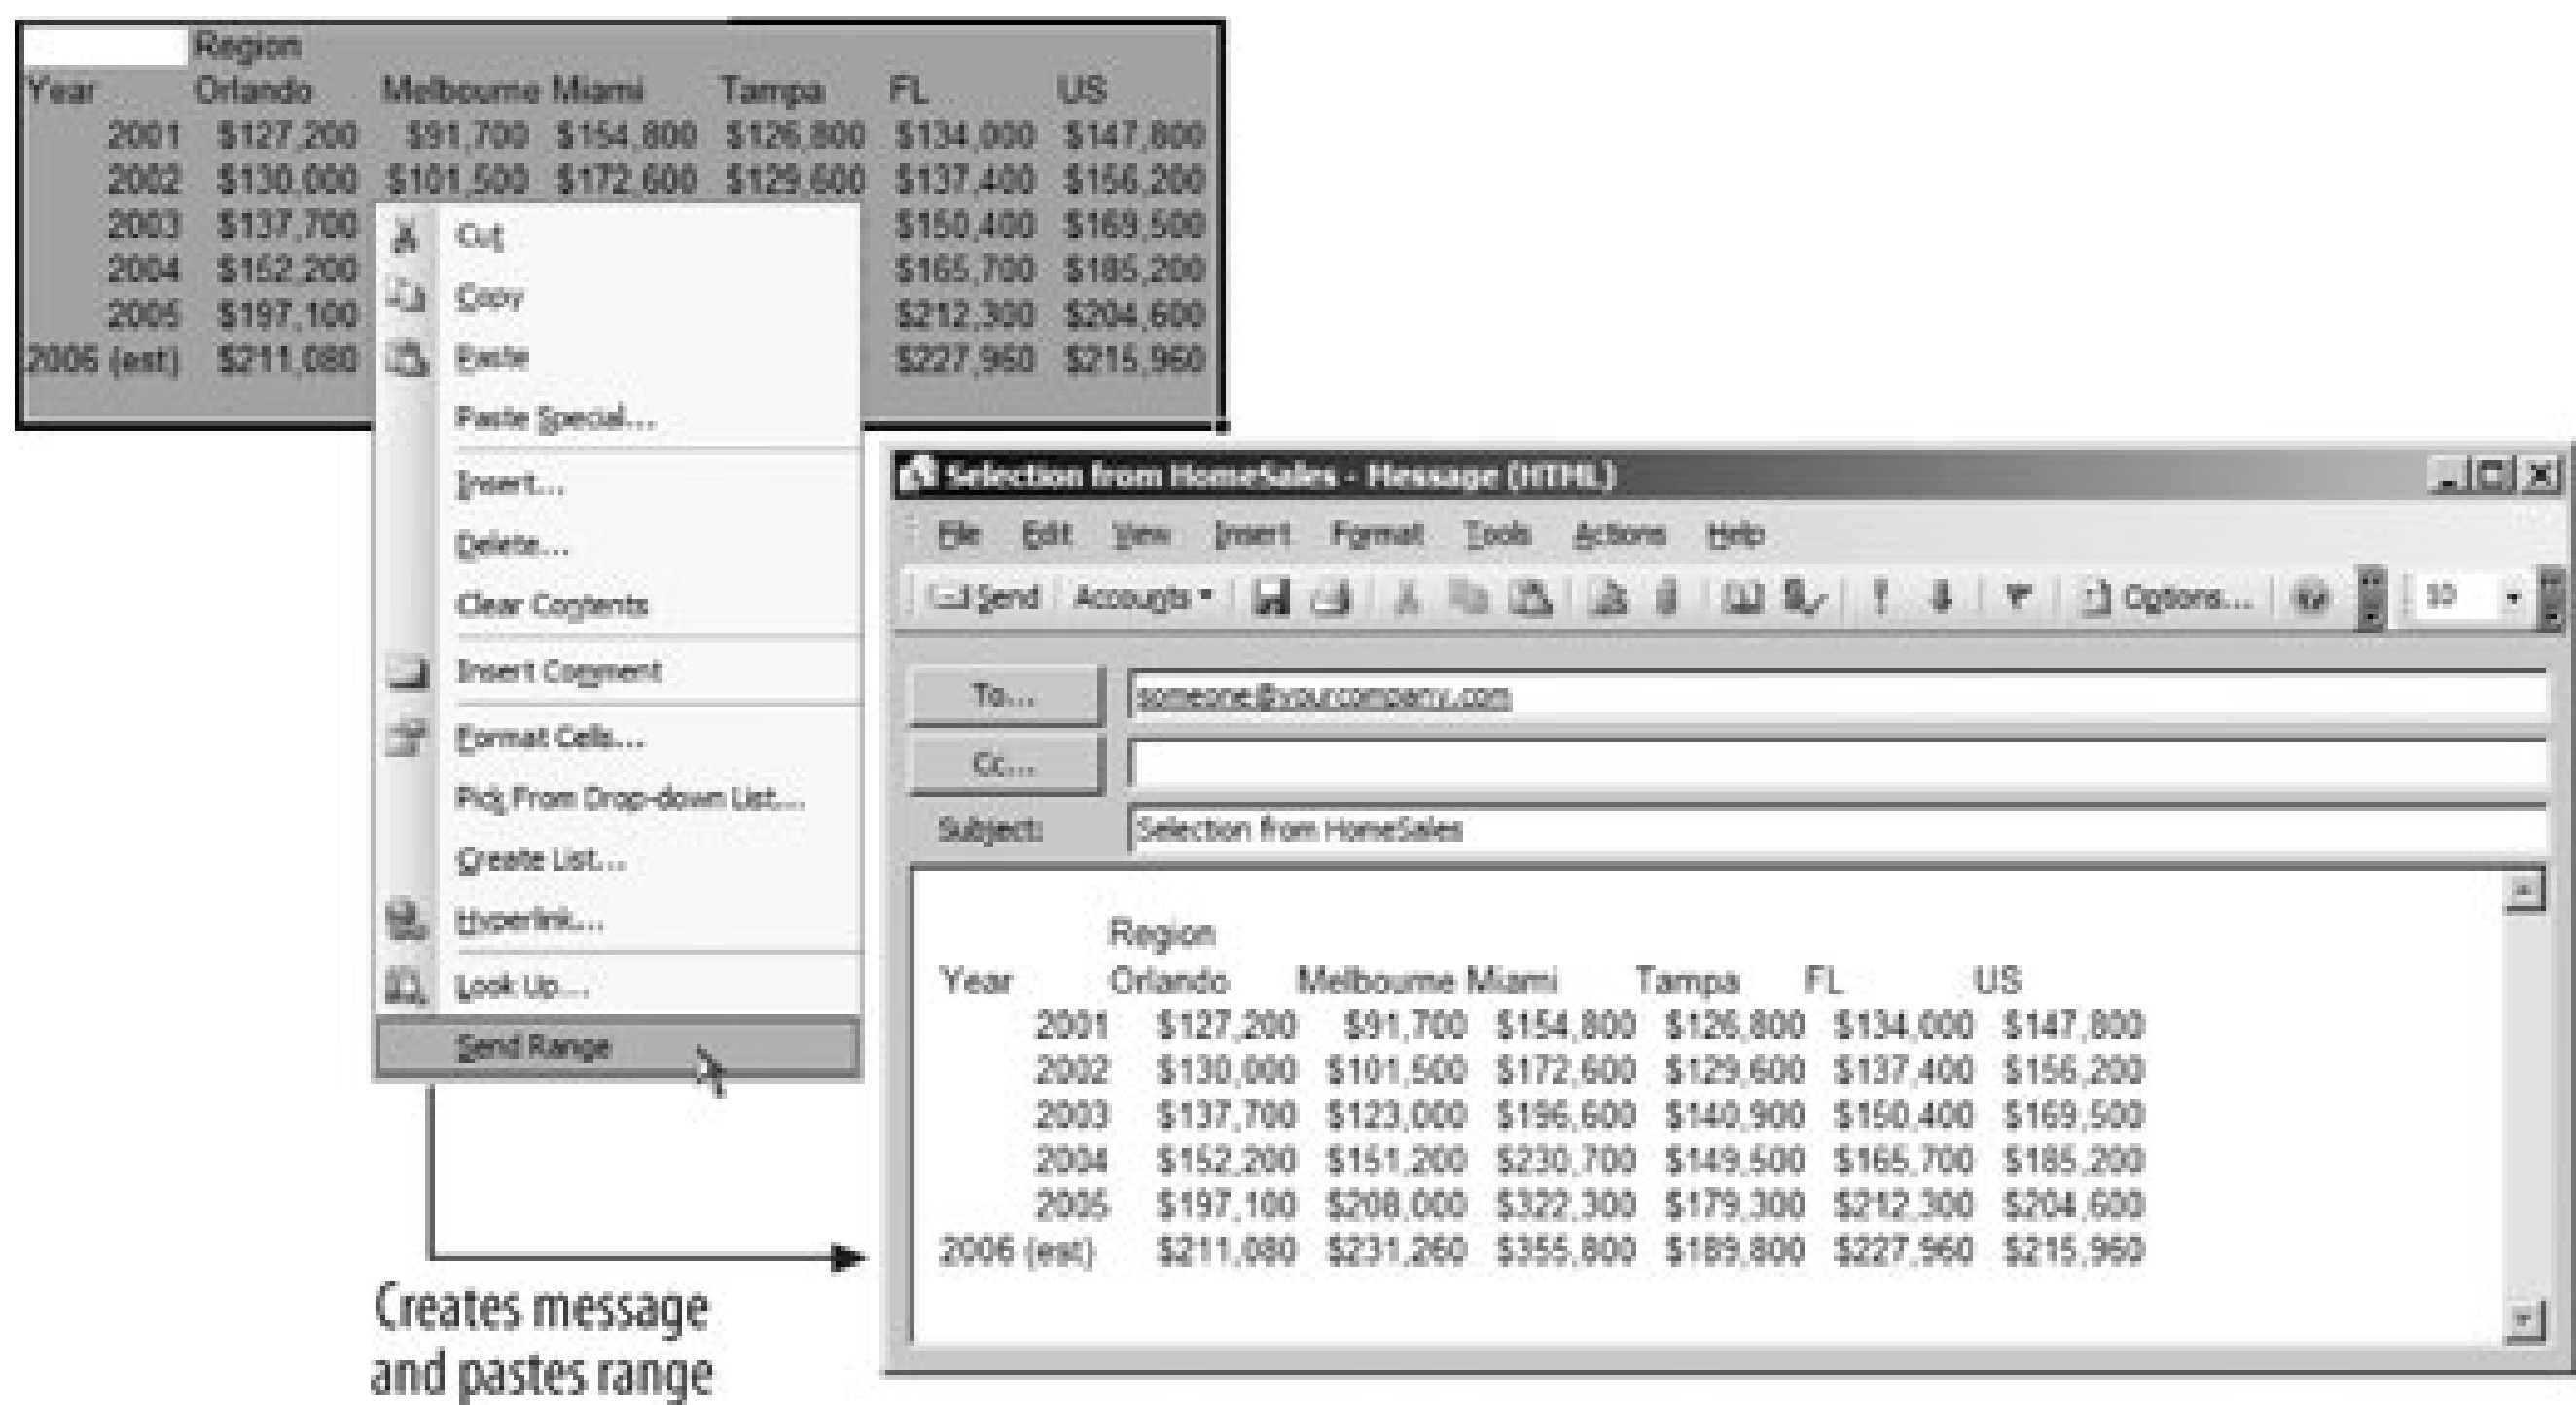 Region
Year Orlando Melbourne Miami Tampa FL US
2001 $127,200 $91,700 $154,800 $126,800 $134,000 $147,800
2002 $130,000 $101,500 $172,600 $129,600 $137,400 $156,200
2003 $137,700 $150,400 $169,500
2004 $152,200 $165,700 $185,200
2005 $197,100 $212,300 $204,600
2006 (est) $211,080 $227,960 $215,960
Cut
Copy
Paste
Paste Special...
Insert...
Delete...
Clear Contents
Insert Comment
Format Cells...
Pick From Drop-down List...
Create List...
Hyperlink...
Look Up...
Send Range
Creates message
and pastes range
Selection from HomeSales - Message (HTML)
File Edit View Insert Format Tools Actions Help
Send Accounts Options... 10
To... someone@yourcompany.com
Cc...
Subject: Selection from HomeSales
Region
Year Orlando Melbourne Miami Tampa FL US
2001 $127,200 $91,700 $154,800 $126,800 $134,000 $147,800
2002 $130,000 $101,500 $172,600 $129,600 $137,400 $156,200
2003 $137,700 $123,000 $196,600 $140,900 $150,400 $169,500
2004 $152,200 $151,200 $230,700 $149,500 $165,700 $185,200
2005 $197,100 $208,000 $322,300 $179,300 $212,300 $204,600
2006 (est) $211,080 $231,260 $355,800 $189,800 $227,960 $215,960